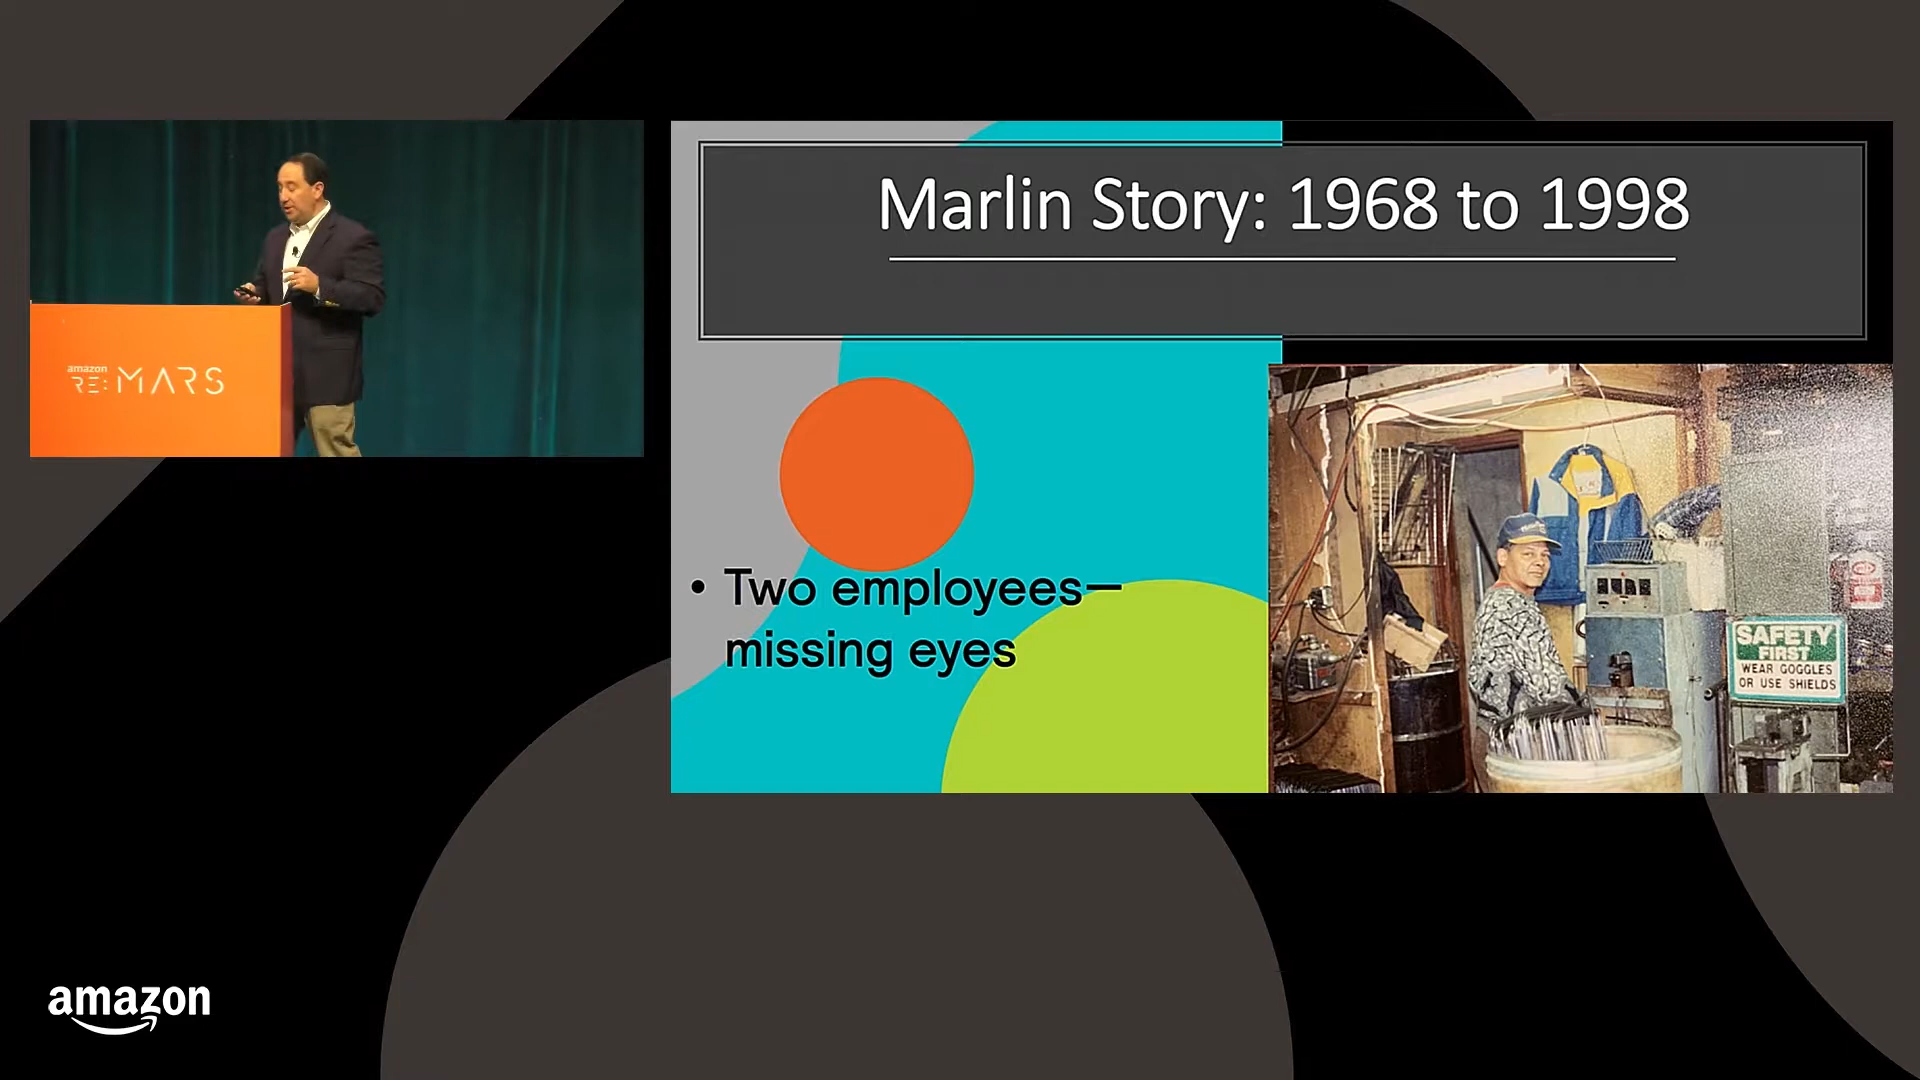 Marlin Story: 1968 to 1998
amazon
RE:MARS
• Two employees—
missing eyes
SAFETY
FIRST
WEAR GOGGLES
OR USE SHIELDS
amazon